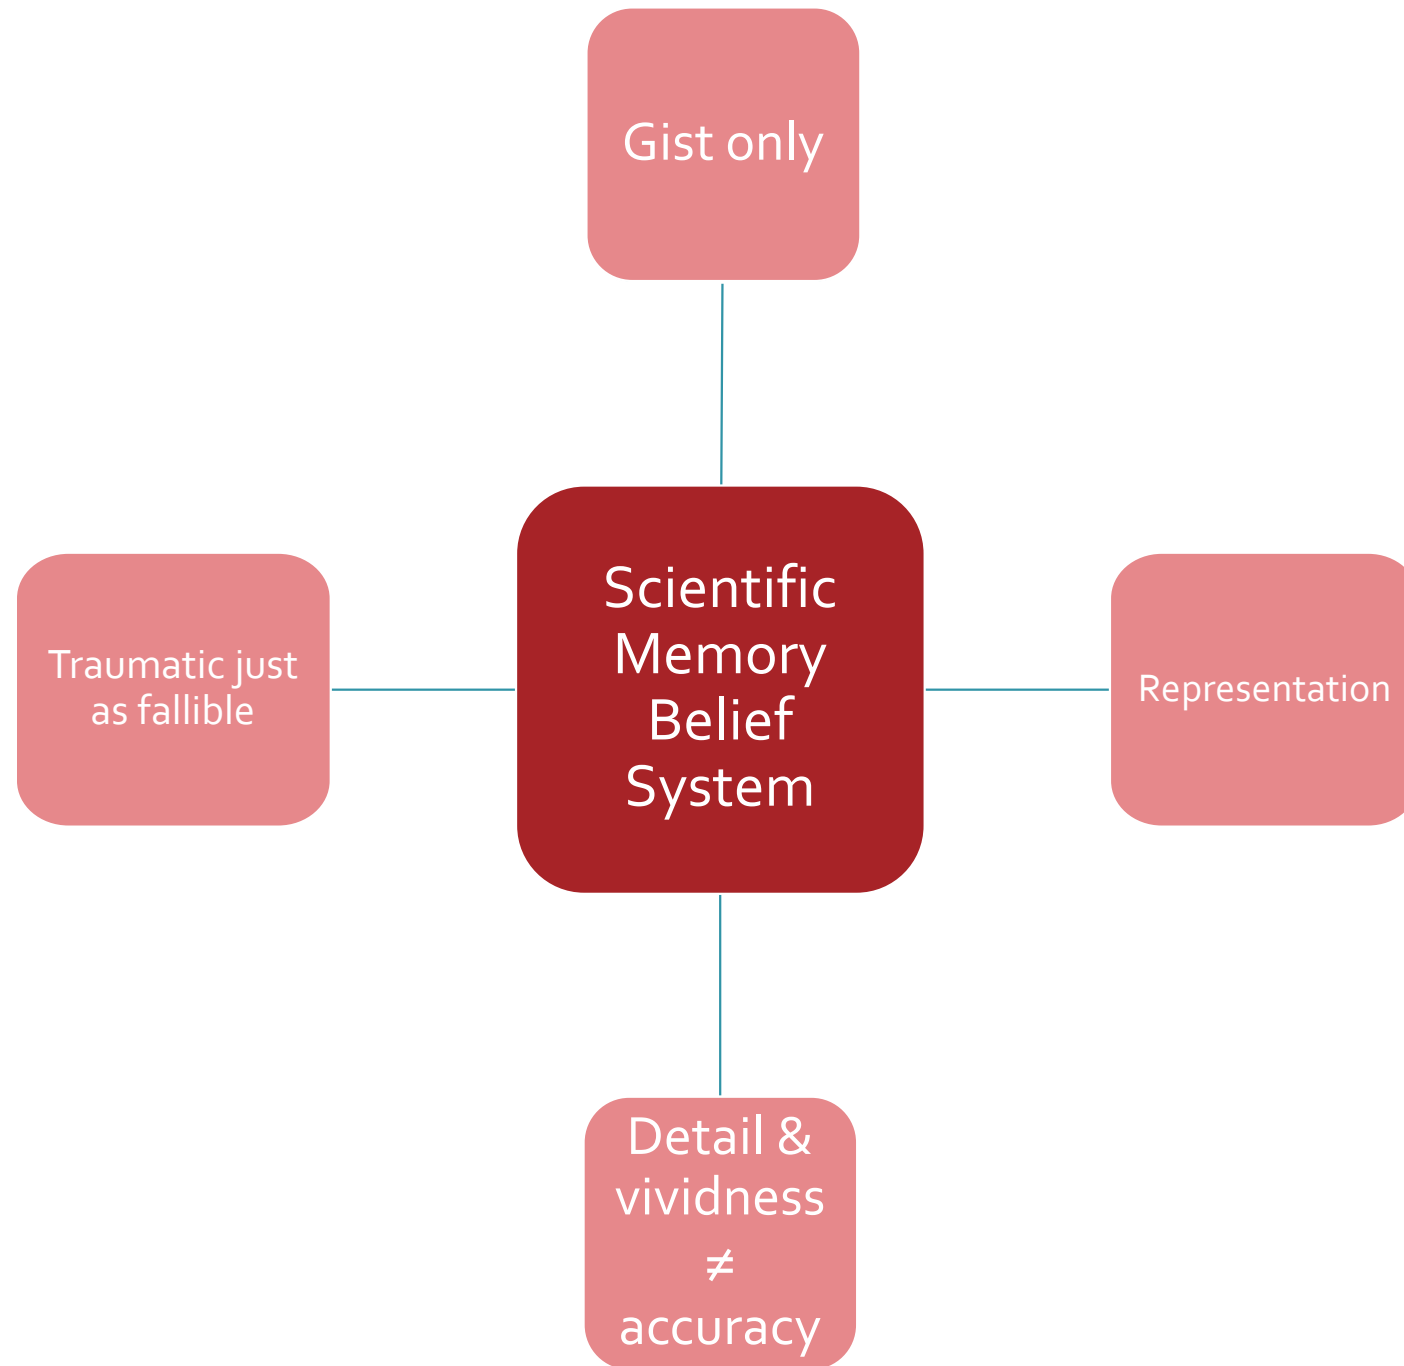 Gist only
Scientific
Memory
Belief
System
Traumatic just
as fallible
Representation
Detail &
vividness
≠
accuracy